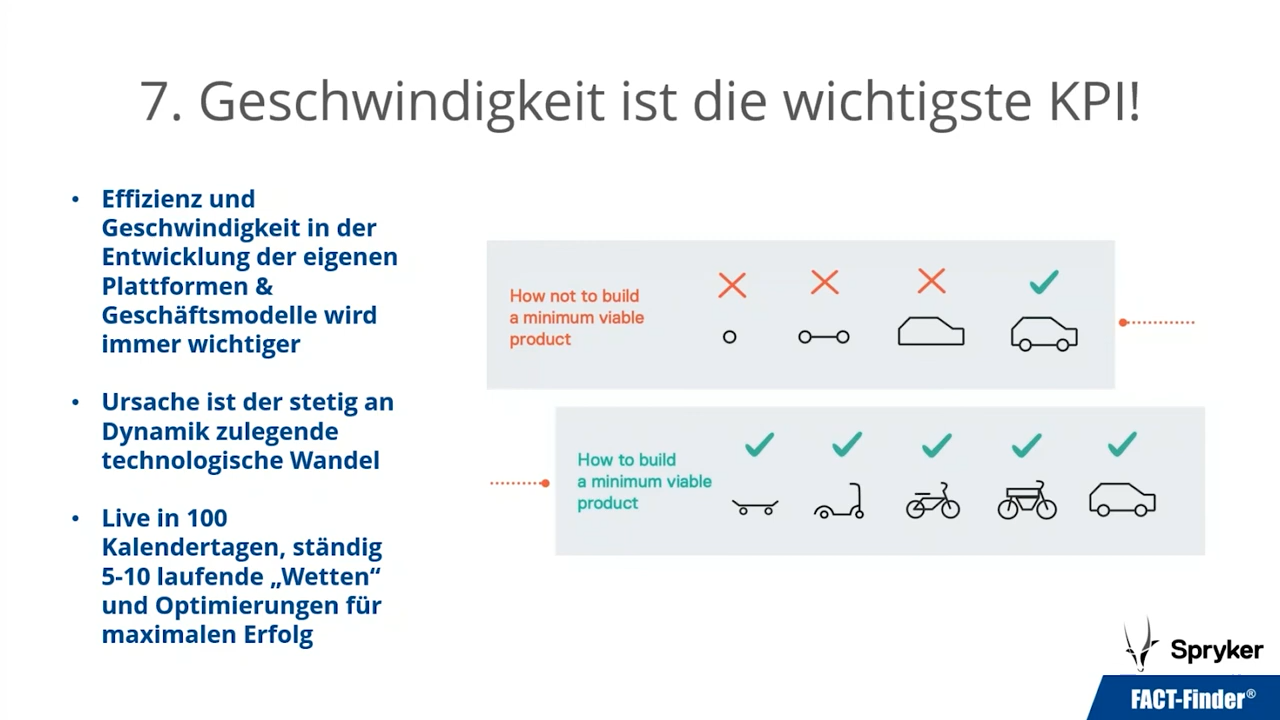 7. Geschwindigkeit ist die wichtigste KPI!
• Effizienz und
Geschwindigkeit in der
Entwicklung der eigenen
Plattformen &
Geschäftsmodelle wird
immer wichtiger
• Ursache ist der stetig an
Dynamik zulegende
technologische Wandel
• Live in 100
Kalendertagen, ständig
5-10 laufende „Wetten“
und Optimierungen für
maximalen Erfolg
How not to build
a minimum viable
product
How to build
a minimum viable
product
Spryker
FACT-Finder®